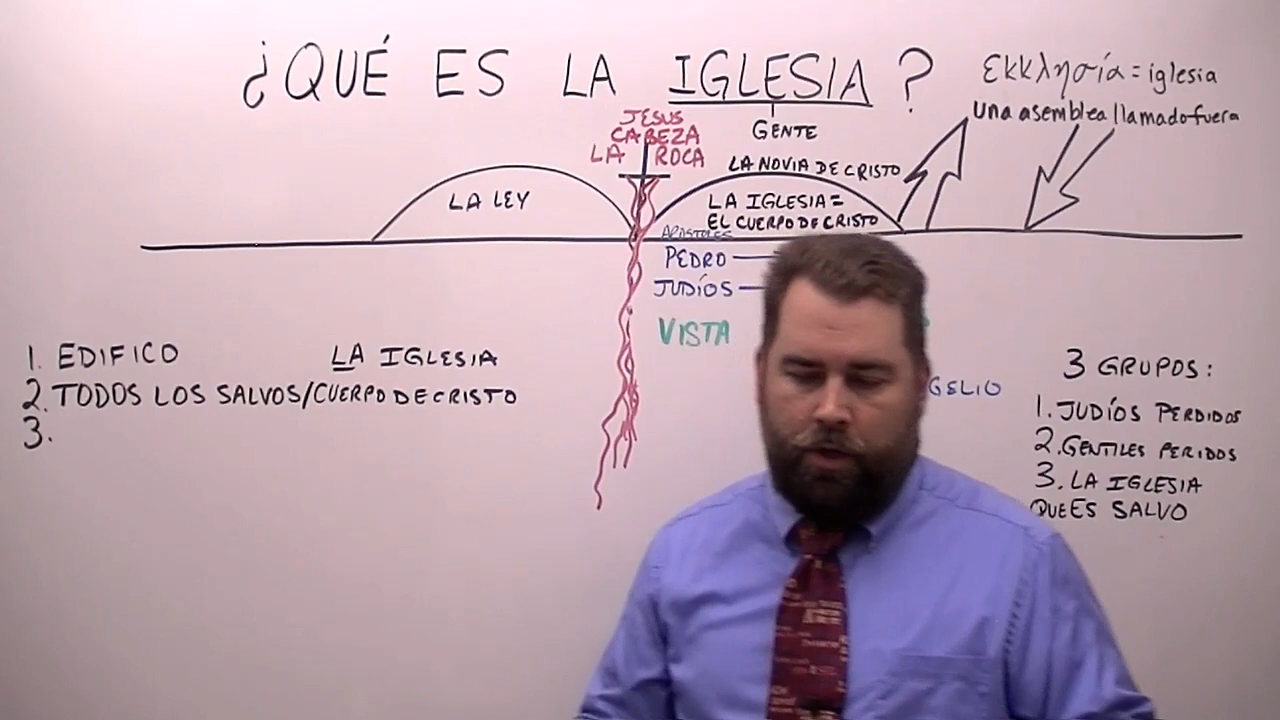 ¿QUÉ ES LA IGLESIA?
εκκλησία = iglesia
una asemblea llamado fuera
GENTE
JESUS
CABEZA
LA ROCA
LA NOVIA DE CRISTO
LA LEY
LA IGLESIA =
EL CUERPO DE CRISTO
APOSTOLES
PEDRO
JUDÍOS
VISTA
1. EDIFICO LA IGLESIA
2. TODOS LOS SALVOS/CUERPO DE CRISTO
3.
GELIO
3 GRUPOS:
1. JUDÍOS PERDIDOS
2. GENTILES PERIDOS
3. LA IGLESIA
QUE ES SALVO